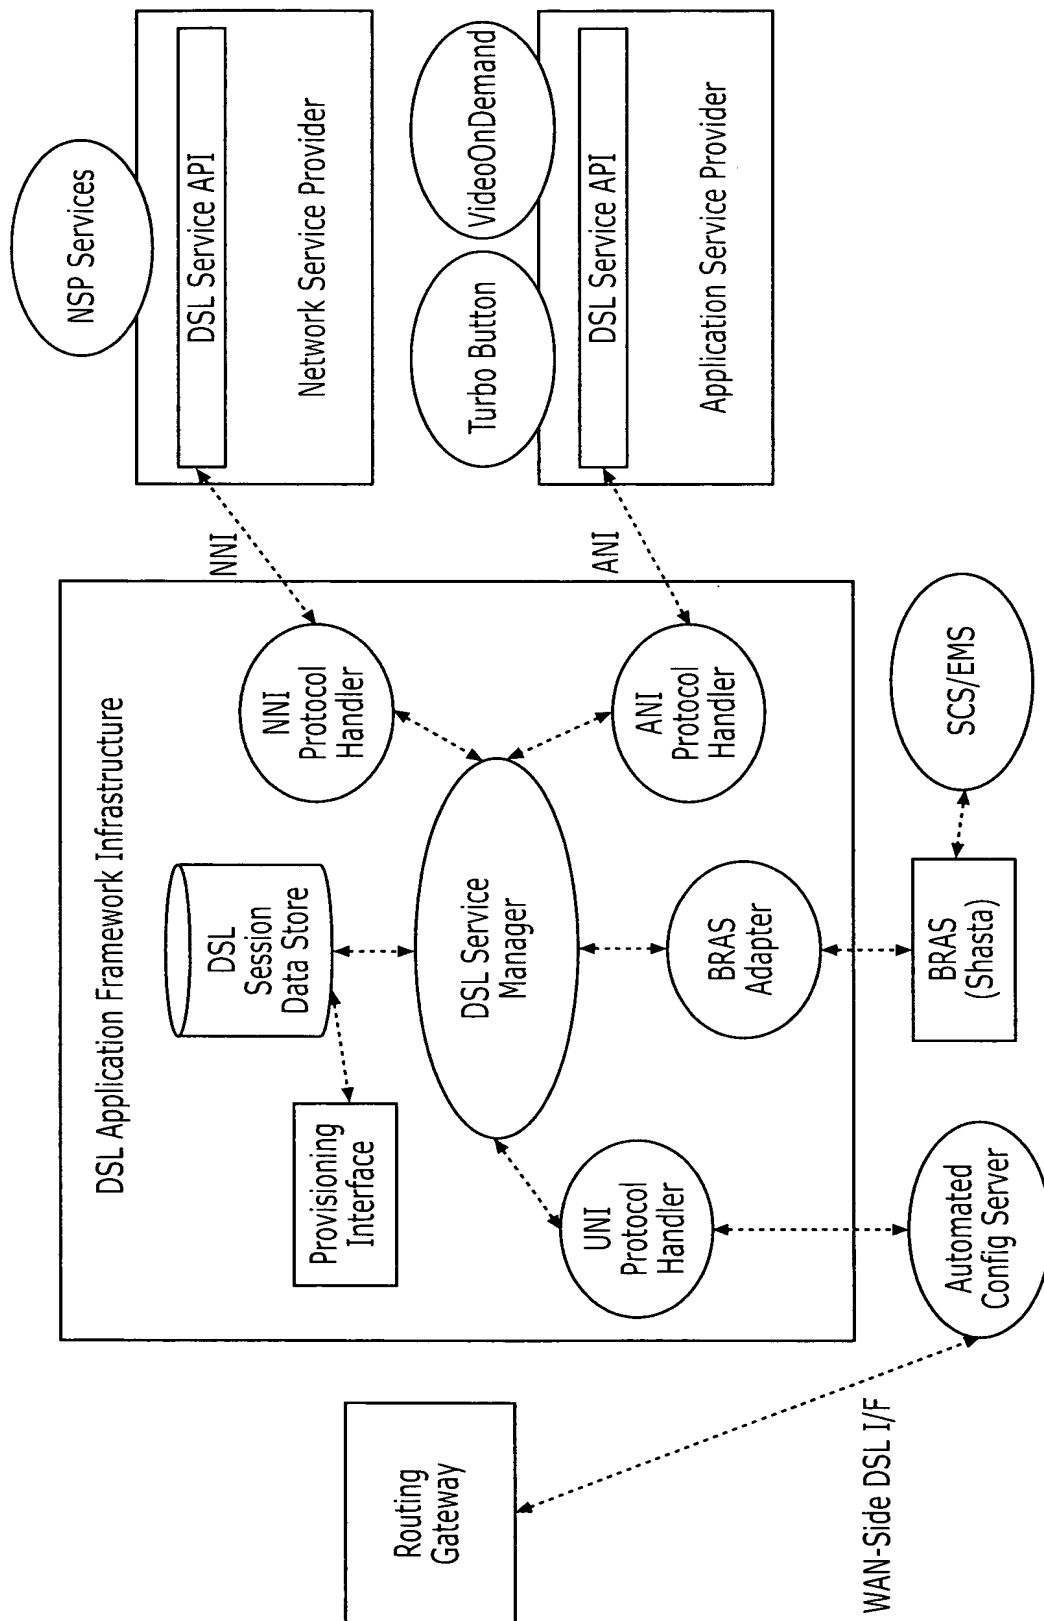 DSL Application Framework Infrastructure
Routing
Gateway
Provisioning
Interface
DSL
Session
Data Store
NNI
Protocol
Handler
NNI
NSP Services
DSL Service API
Network Service Provider
DSL Service
Manager
UNI
Protocol
Handler
BRAS
Adapter
ANI
Protocol
Handler
ANI
Turbo Button
VideoOnDemand
DSL Service API
Application Service Provider
WAN-Side DSL I/F
Automated
Config Server
BRAS
(Shasta)
SCS/EMS